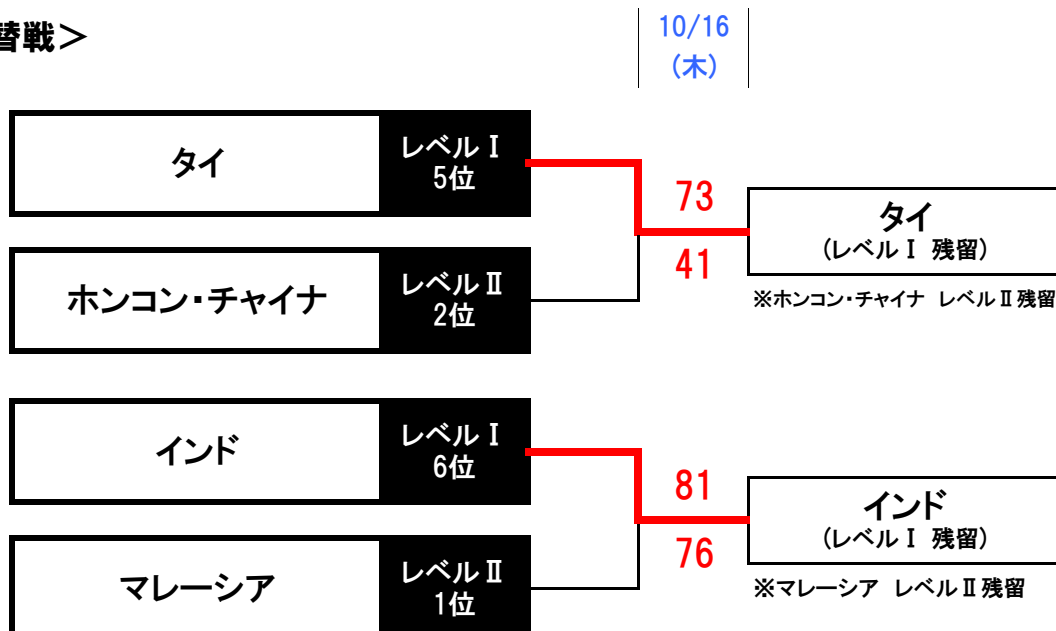 替戦＞
10/16
(木)
タイ
レベルⅠ
5位
73
タイ
(レベルⅠ 残留)
41
ホンコン・チャイナ
レベルⅡ
2位
※ホンコン・チャイナ レベルⅡ残留
インド
レベルⅠ
6位
81
インド
(レベルⅠ 残留)
76
マレーシア
レベルⅡ
1位
※マレーシア レベルⅡ残留